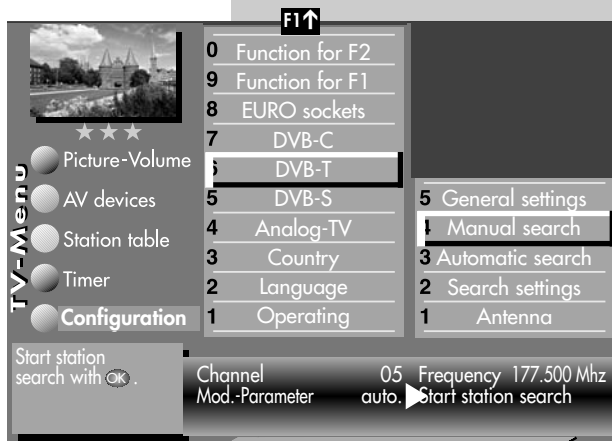 F1↑
0 Function for F2
9 Function for F1
8 EURO sockets
7 DVB-C
DVB-T
5 DVB-S
4 Analog-TV
3 Country
2 Language
1 Operating
TV-Menu
Picture-Volume
AV devices
Station table
Timer
Configuration
5 General settings
4 Manual search
3 Automatic search
2 Search settings
1 Antenna
Start station
search with OK .
Channel 05 Frequency 177.500 Mhz
Mod.-Parameter auto. Start station search